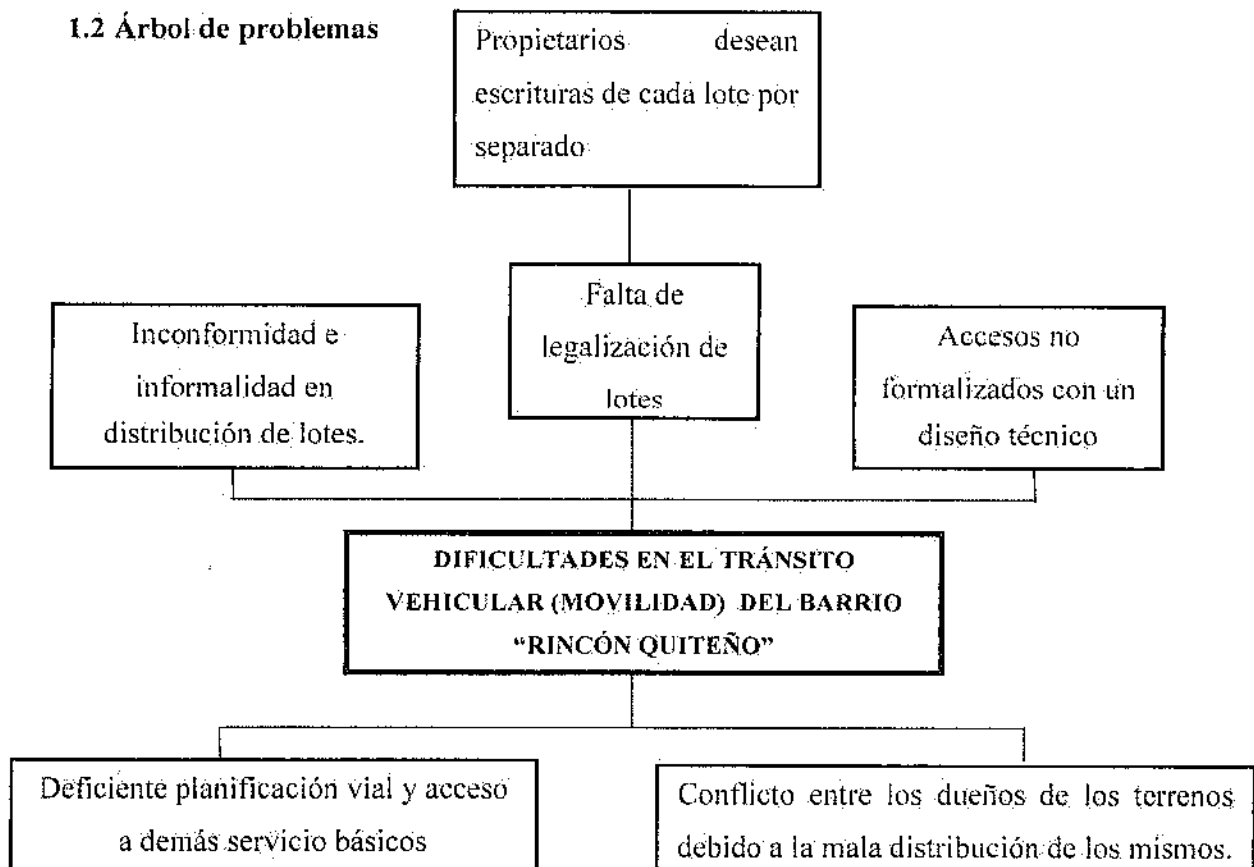 1.2 Árbol de problemas
Propietarios desean
escrituras de cada lote por
separado
Falta de
legalización de
lotes
Inconformidad e
informalidad en
distribución de lotes.
Accesos no
formalizados con un
diseño técnico
DIFICULTADES EN EL TRÁNSITO
VEHICULAR (MOVILIDAD) DEL BARRIO
“RINCÓN QUITEÑO”
Deficiente planificación vial y acceso
a demás servicio básicos
Conflicto entre los dueños de los terrenos
debido a la mala distribución de los mismos.